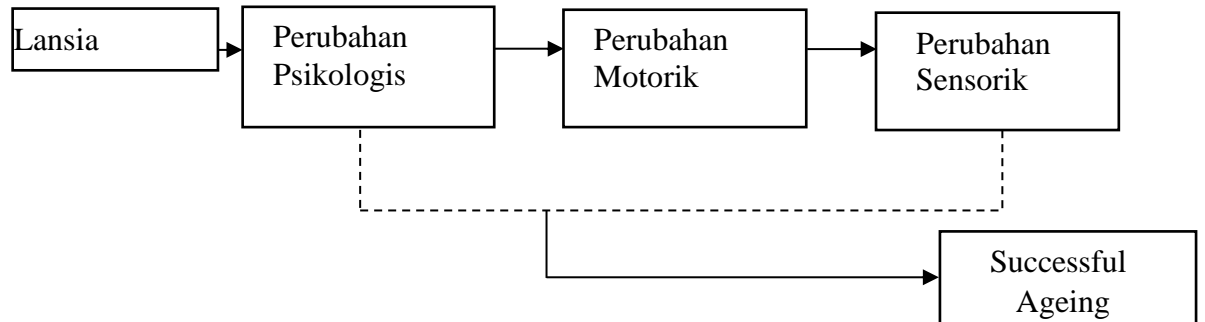 Lansia
Perubahan
Psikologis
Perubahan
Motorik
Perubahan
Sensorik
Successful
Ageing